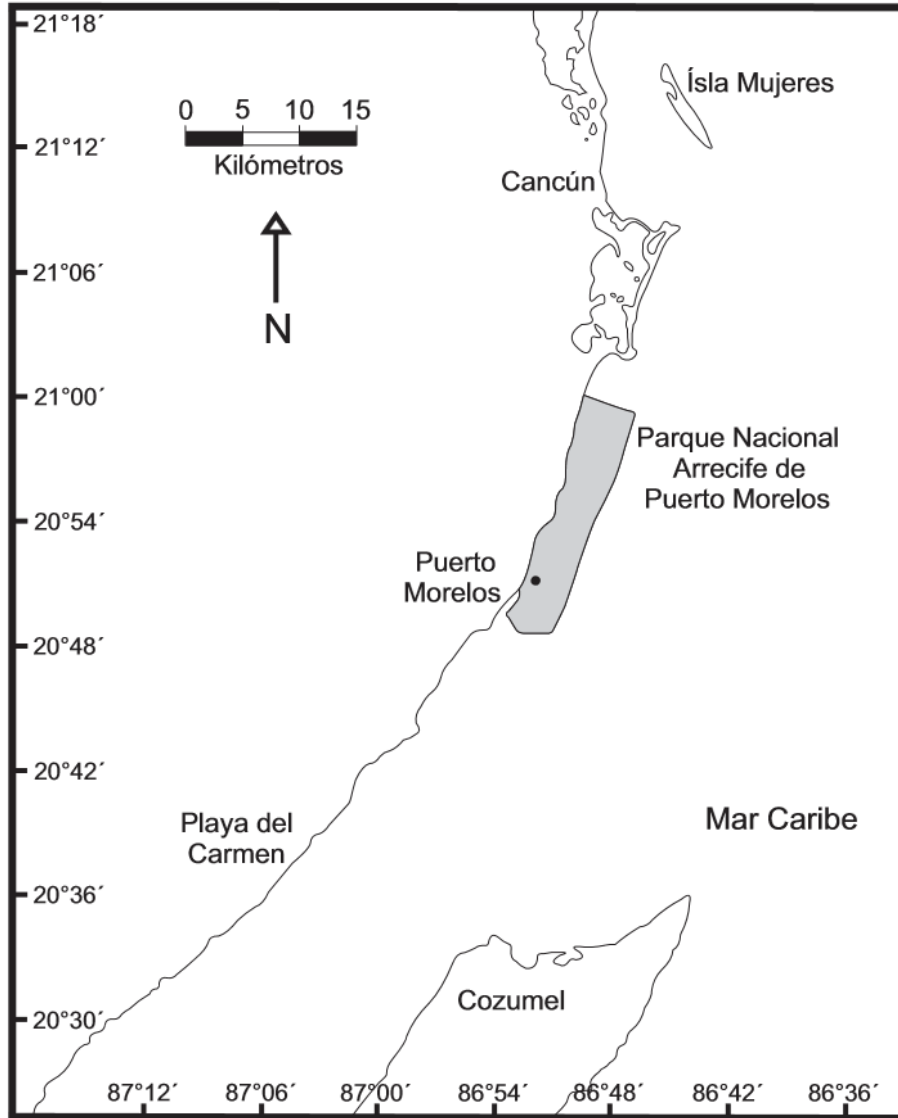 21°18´
Ísla Mujeres
0 5 10 15
Kilómetros
21°12´
Cancún
21°06´
N
21°00´
Parque Nacional
Arrecife de
Puerto Morelos
20°54´
Puerto
Morelos
20°48´
20°42´
Playa del
Carmen
Mar Caribe
20°36´
Cozumel
20°30´
87°12´ 87°06´ 87°00´ 86°54´ 86°48´ 86°42´ 86°36´